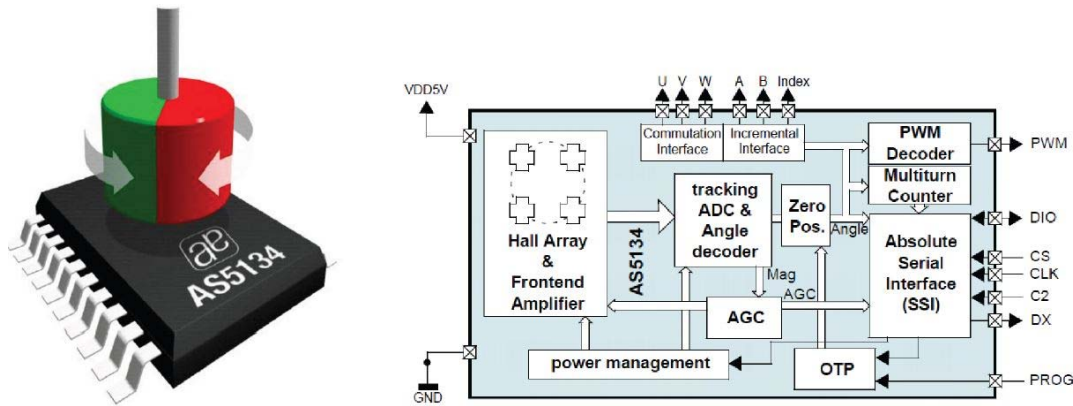 AS5134
U V W A B Index
VDD5V
Commutation
Interface
Incremental
Interface
PWM
Decoder
PWM
Multiturn
Counter
tracking
ADC &
Angle
decoder
Zero
Pos.
Angle
DIO
Hall Array
&
Frontend
Amplifier
AS5134
Absolute
Serial
Interface
(SSI)
CS
CLK
C2
DX
Mag
AGC
AGC
power management
OTP
PROG
GND